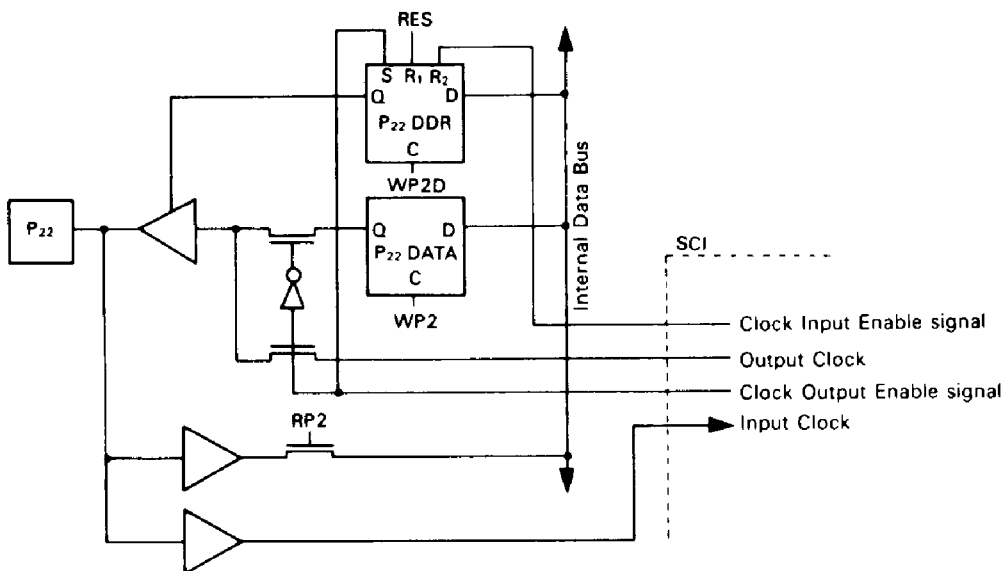 RES
S R₁ R₂
Q D
P₂₂ DDR
C
WP2D
P₂₂
Q D
P₂₂ DATA
C
WP2
Internal Data Bus
SCI
Clock Input Enable signal
Output Clock
Clock Output Enable signal
Input Clock
RP2